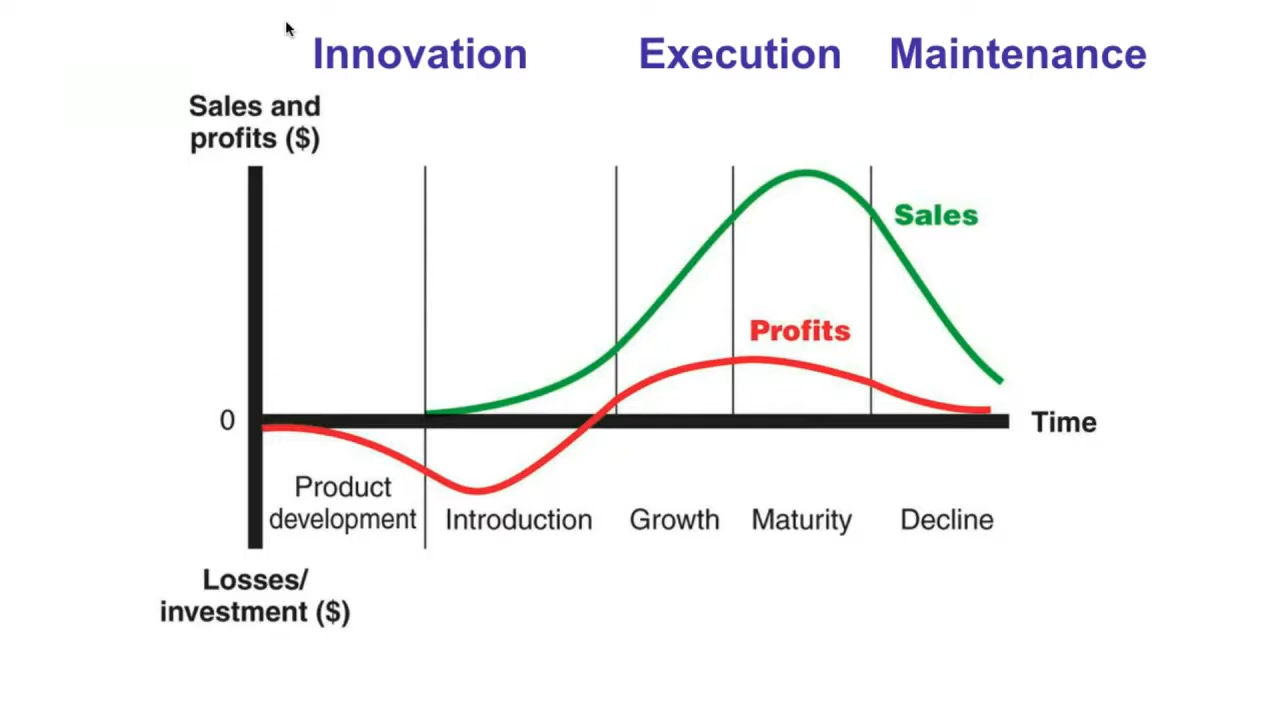 Innovation
Execution
Maintenance
Sales and
profits ($)
Sales
Profits
0
Time
Product
development
Introduction
Growth
Maturity
Decline
Losses/
investment ($)